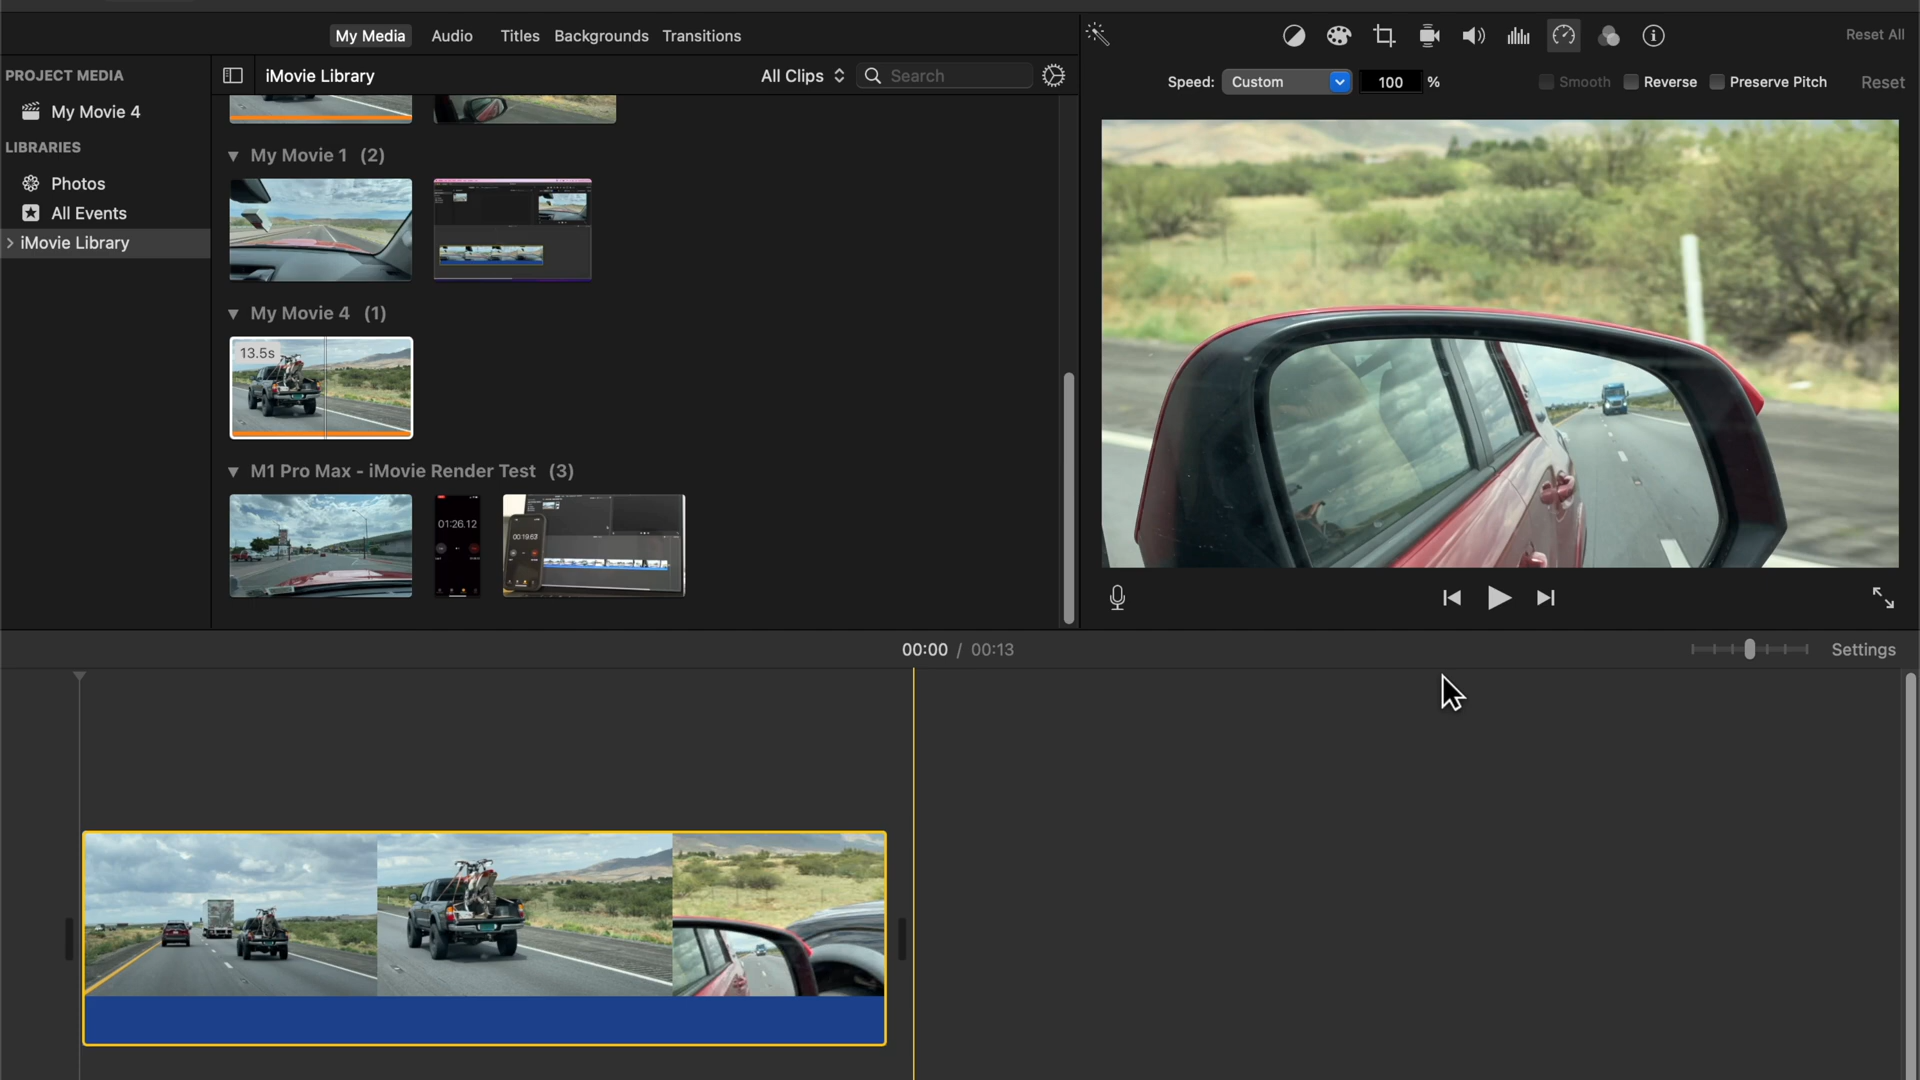 My Media
Audio
Titles
Backgrounds
Transitions
Reset All
PROJECT MEDIA
My Movie 4
LIBRARIES
Photos
All Events
iMovie Library
iMovie Library
All Clips
Search
Speed:
Custom
100
%
Smooth
Reverse
Preserve Pitch
Reset
My Movie 1 (2)
My Movie 4 (1)
13.5s
M1 Pro Max - iMovie Render Test (3)
01:26.12
00:19.63
00:00 / 00:13
Settings